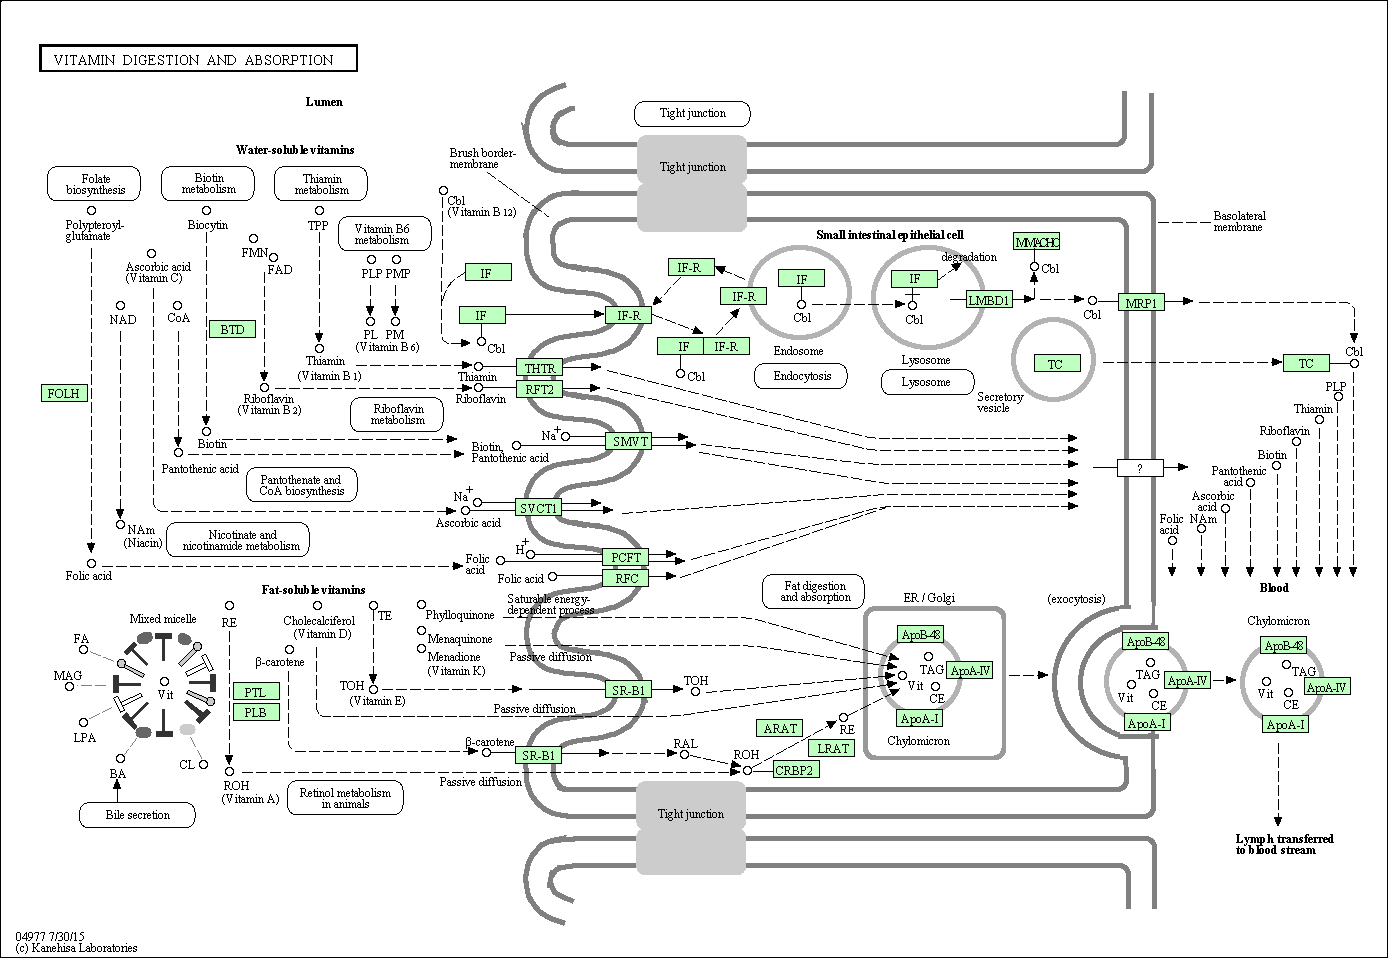 VITAMIN DIGESTION AND ABSORPTION
Lumen
Tight junction
Tight junction
Water-soluble vitamins
Brush border-
membrane
Folate
biosynthesis
Biotin
metabolism
Thiamin
metabolism
Cbl
(Vitamin B 12)
Polypteroyl-
glutamate
Biocytin
TPP
Vitamin B6
metabolism
Basolateral
membrane
Small intestinal epithelial cell
FMN
FAD
Ascorbic acid
(Vitamin C)
PLP PMP
IF
IF-R
IF
IF
degradation
MMACHC
Cbl
NAD
CoA
BTD
PL PM
(Vitamin B 6)
IF
Cbl
IF-R
IF-R
Cbl
Cbl
LMBD1
Cbl
MRP1
IF
IF-R
Cbl
Endosome
Endocytosis
Lysosome
Lysosome
TC
Secretory
vesicle
TC
Cbl
Thiamin
(Vitamin B 1)
Thiamin
THTR
Riboflavin
RFT2
FOLH
Riboflavin
(Vitamin B 2)
Riboflavin
metabolism
PLP
Thiamin
Riboflavin
Biotin
Pantothenic
acid
Ascorbic
acid
NAm
Folic
acid
Biotin
Pantothenic acid
Na+
Biotin,
Pantothenic acid
SMVT
?
Pantothenate and
CoA biosynthesis
Na+
Ascorbic acid
SVCT1
NAm
(Niacin)
Nicotinate and
nicotinamide metabolism
H+
Folic
acid
PCFT
Folic acid
Folic acid
RFC
Blood
Fat-soluble vitamins
Saturable energy-
dependent process
Fat digestion
and absorption
ER / Golgi
(exocytosis)
Mixed micelle
RE
Cholecalciferol
(Vitamin D)
TE
Phylloquinone
Menaquinone
Menadione
(Vitamin K)
Passive diffusion
FA
MAG
LPA
BA
CL
Vit
β-carotene
PTL
PLB
TOH
(Vitamin E)
SR-B1
TOH
Passive diffusion
ApoB-48
TAG
ApoA-IV
Vit
CE
ApoA-I
Chylomicron
ApoB-48
TAG
ApoA-IV
Vit
CE
ApoA-I
Chylomicron
ApoB-48
TAG
ApoA-IV
Vit
CE
ApoA-I
β-carotene
SR-B1
RAL
ROH
ARAT
RE
LRAT
CRBP2
ROH
(Vitamin A)
Passive diffusion
Retinol metabolism
in animals
Bile secretion
Tight junction
Lymph transferred
to blood stream
04977 7/30/15
(c) Kanehisa Laboratories